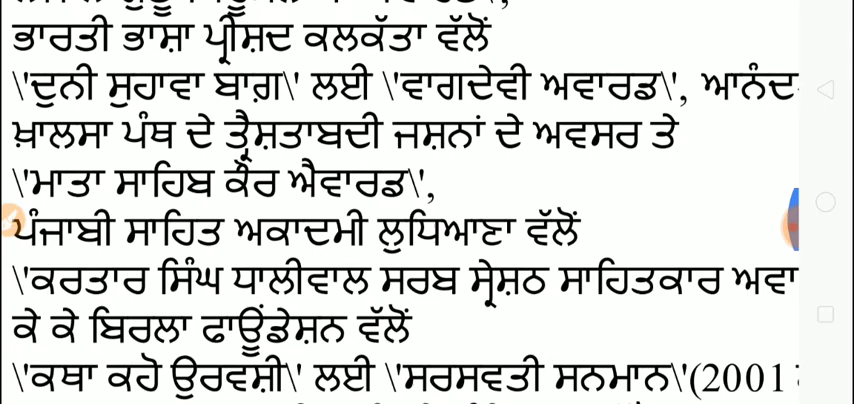 ਭਾਰਤੀ ਭਾਸ਼ਾ ਪ੍ਰੀਸ਼ਦ ਕਲਕੱਤਾ ਵੱਲੋਂ
\'ਦੁਨੀ ਸੁਹਾਵਾ ਬਾਗ਼\' ਲਈ \'ਵਾਗਦੇਵੀ ਅਵਾਰਡ\', ਆਨੰਦ
ਖ਼ਾਲਸਾ ਪੰਥ ਦੇ ਤ੍ਰੈਸ਼ਤਾਬਦੀ ਜਸ਼ਨਾਂ ਦੇ ਅਵਸਰ ਤੇ
\'ਮਾਤਾ ਸਾਹਿਬ ਕੌਰ ਐਵਾਰਡ\',
ਪੰਜਾਬੀ ਸਾਹਿਤ ਅਕਾਦਮੀ ਲੁਧਿਆਣਾ ਵੱਲੋਂ
\'ਕਰਤਾਰ ਸਿੰਘ ਧਾਲੀਵਾਲ ਸਰਬ ਸ੍ਰੇਸ਼ਠ ਸਾਹਿਤਕਾਰ ਅਵਾ
ਕੇ ਕੇ ਬਿਰਲਾ ਫਾਊਂਡੇਸ਼ਨ ਵੱਲੋਂ
\'ਕਥਾ ਕਹੋ ਉਰਵਸ਼ੀ\' ਲਈ \'ਸਰਸਵਤੀ ਸਨਮਾਨ\'(2001